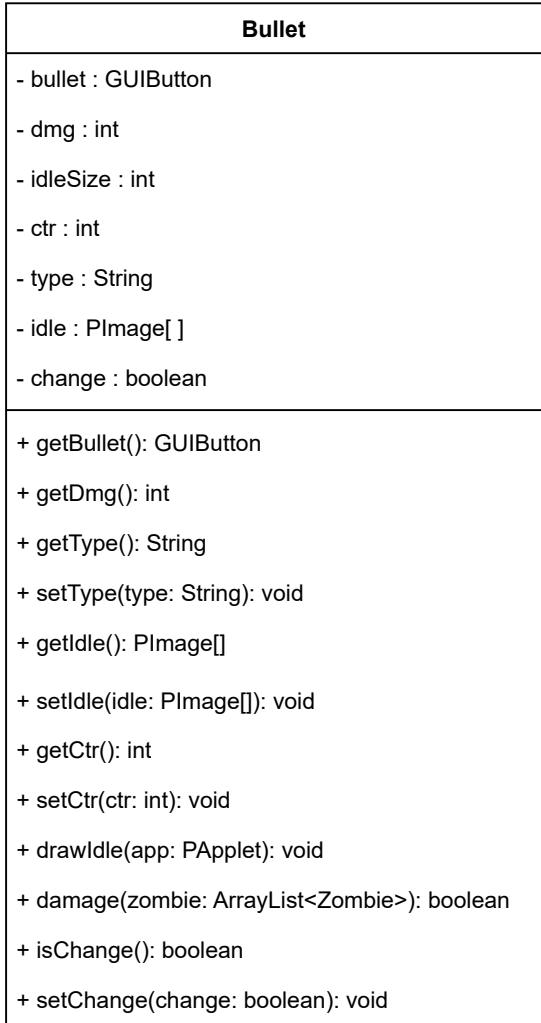 Bullet
- bullet : GUIButton
- dmg : int
- idleSize : int
- ctr : int
- type : String
- idle : PImage[ ]
- change : boolean
+ getBullet(): GUIButton
+ getDmg(): int
+ getType(): String
+ setType(type: String): void
+ getIdle(): PImage[]
+ setIdle(idle: PImage[]): void
+ getCtr(): int
+ setCtr(ctr: int): void
+ drawIdle(app: PApplet): void
+ damage(zombie: ArrayList<Zombie>): boolean
+ isChange(): boolean
+ setChange(change: boolean): void